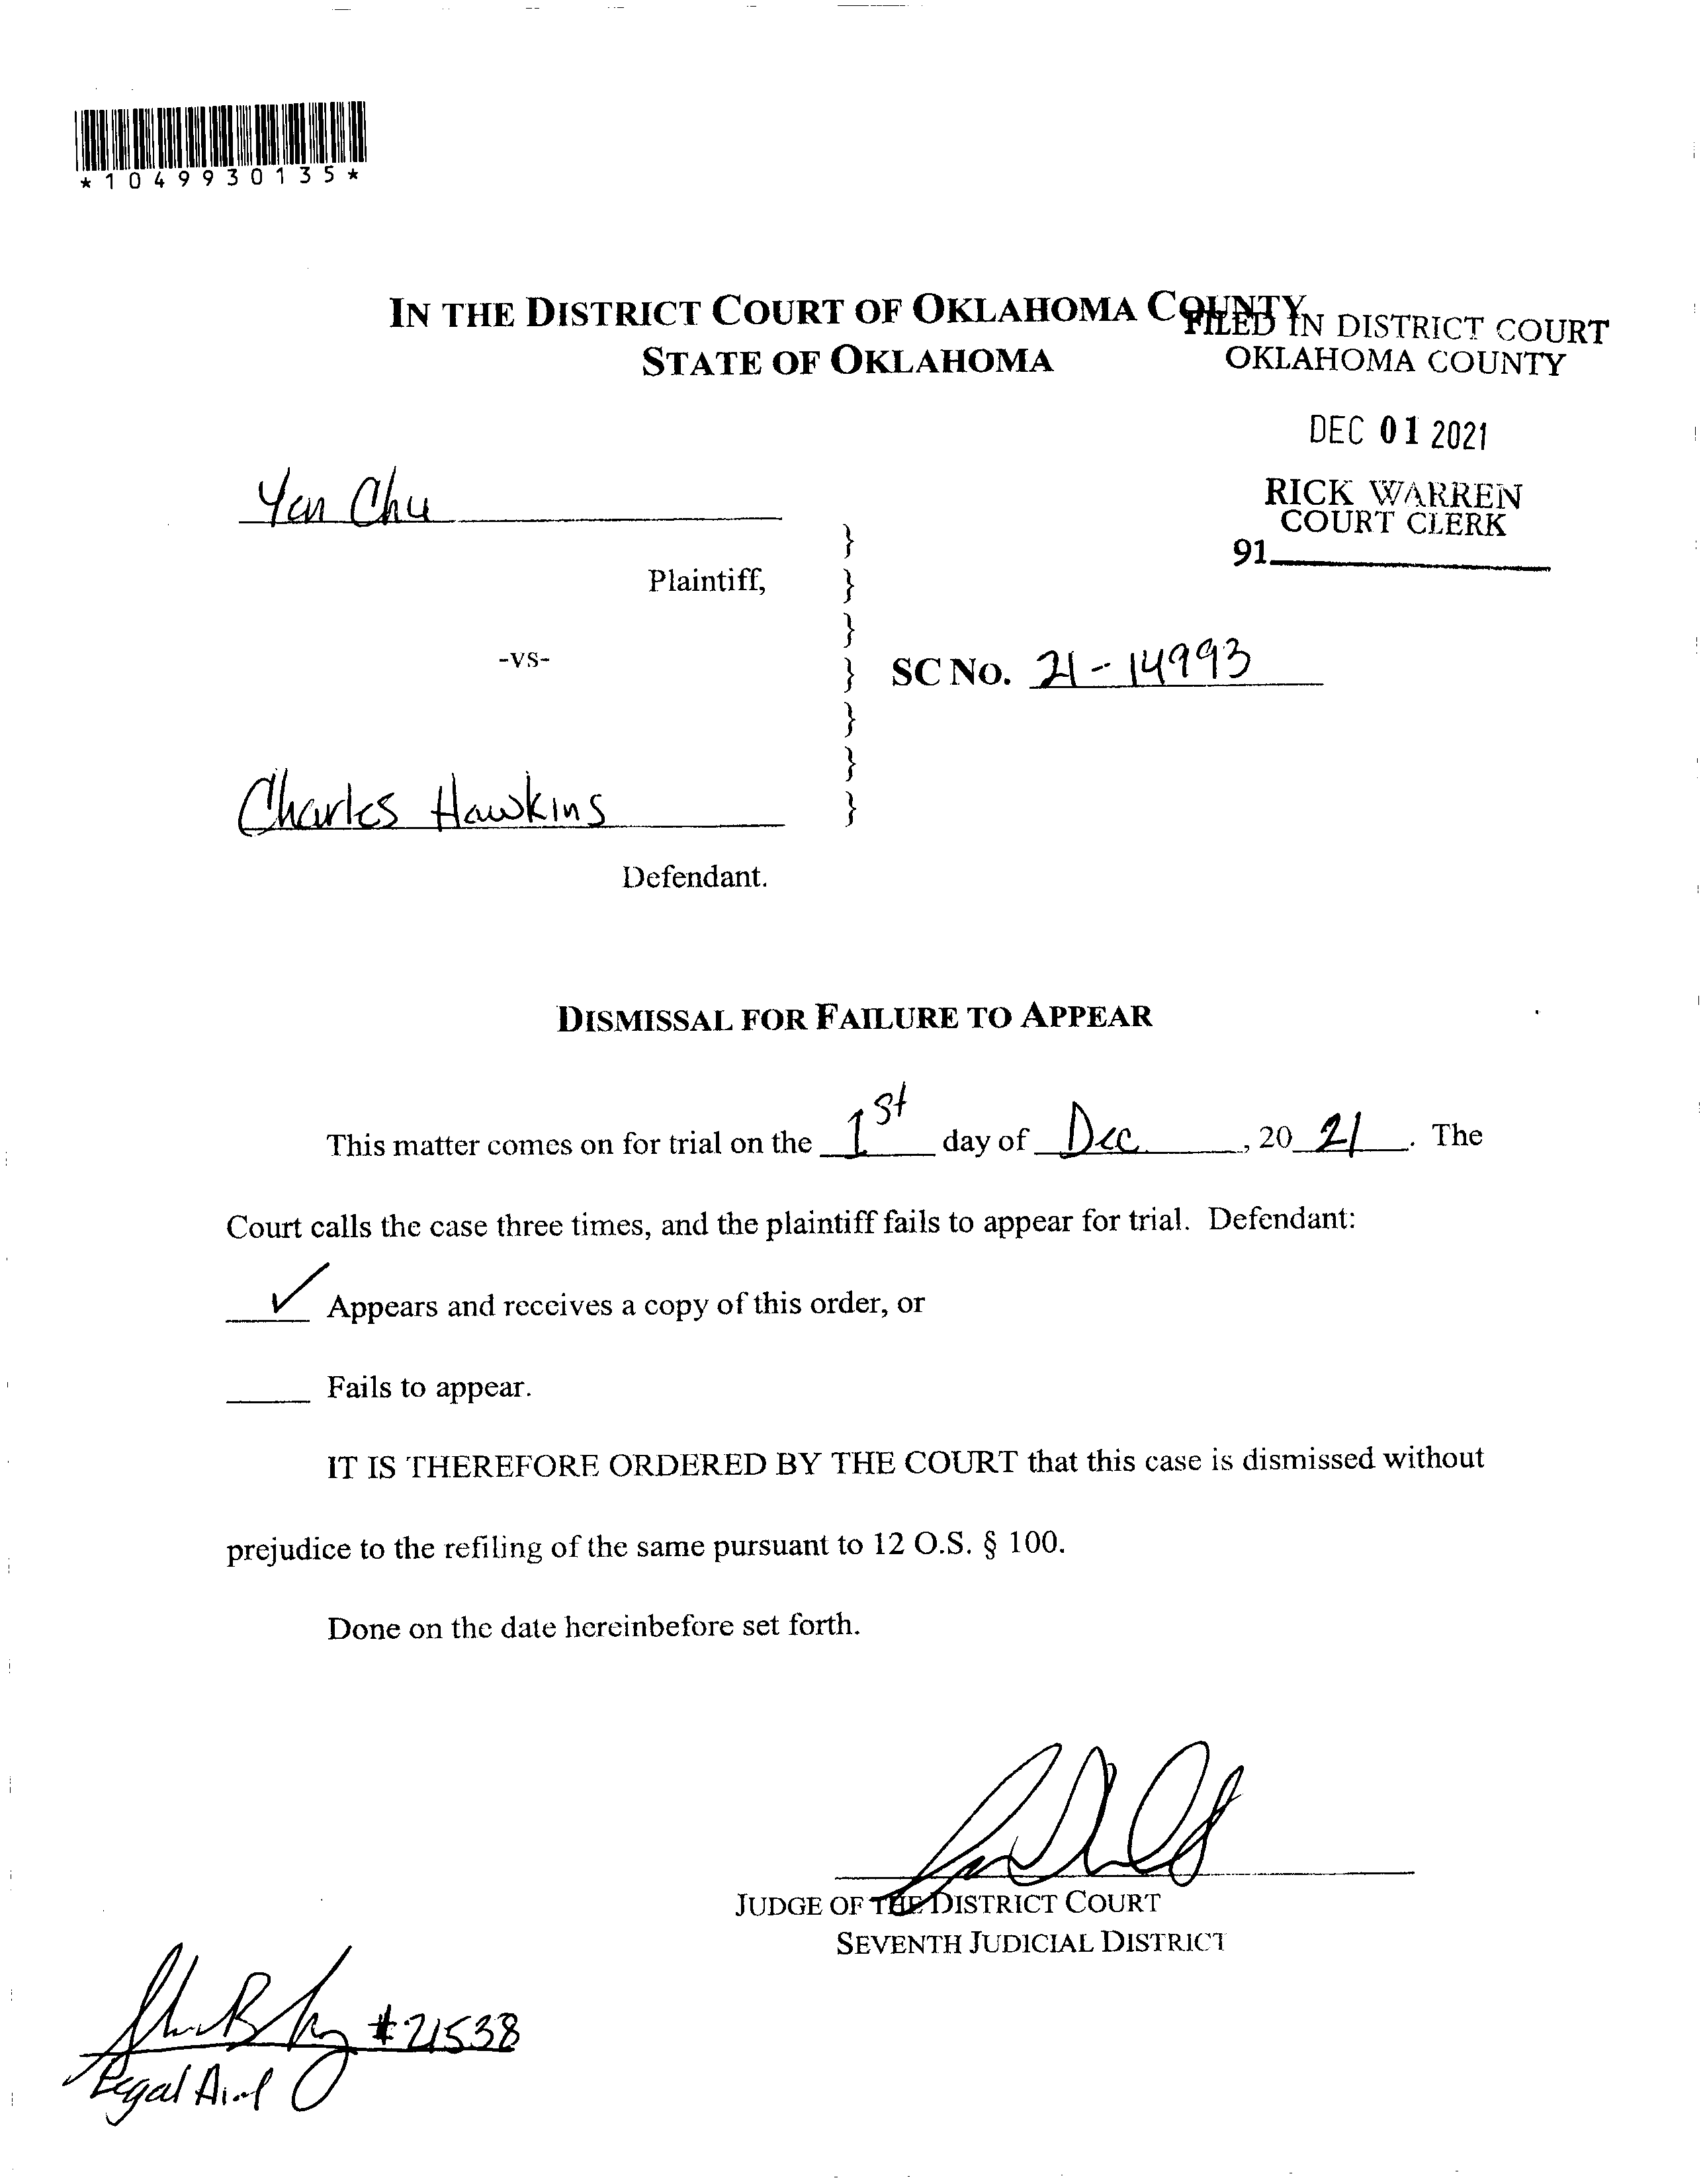 *1049930135*
IN THE DISTRICT COURT OF OKLAHOMA COUNTY
STATE OF OKLAHOMA
FILED IN DISTRICT COURT
OKLAHOMA COUNTY
DEC 01 2021
RICK WARREN
COURT CLERK
91
Yen Chu
Plaintiff,
-vs-
SC NO. 21-14993
Charles Hawkins
Defendant.
}
}
}
}
}
}
}
DISMISSAL FOR FAILURE TO APPEAR
This matter comes on for trial on the 1st day of Dec, 2021. The
Court calls the case three times, and the plaintiff fails to appear for trial. Defendant:
✓ Appears and receives a copy of this order, or
Fails to appear.
IT IS THEREFORE ORDERED BY THE COURT that this case is dismissed without
prejudice to the refiling of the same pursuant to 12 O.S. § 100.
Done on the date hereinbefore set forth.
JUDGE OF THE DISTRICT COURT
SEVENTH JUDICIAL DISTRICT
#21538
Legal Aid